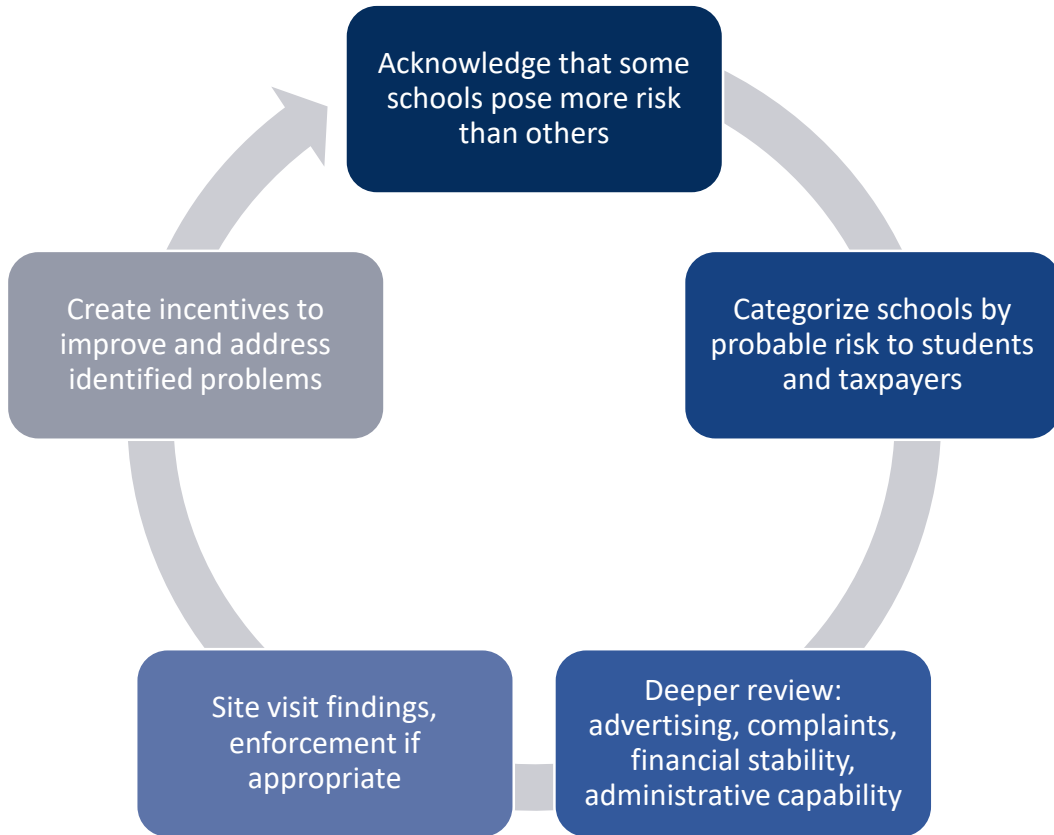 Acknowledge that some
schools pose more risk
than others
Categorize schools by
probable risk to students
and taxpayers
Deeper review:
advertising, complaints,
financial stability,
administrative capability
Site visit findings,
enforcement if
appropriate
Create incentives to
improve and address
identified problems